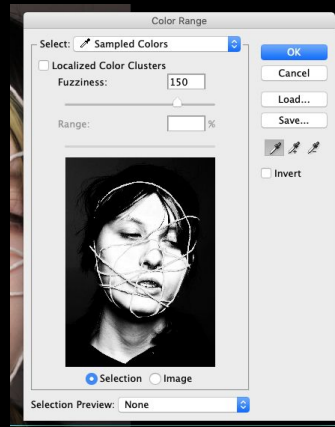 Color Range
Select: Sampled Colors
OK
Localized Color Clusters
Cancel
Fuzziness: 150
Load...
Range: %
Save...
Invert
Selection Image
Selection Preview: None